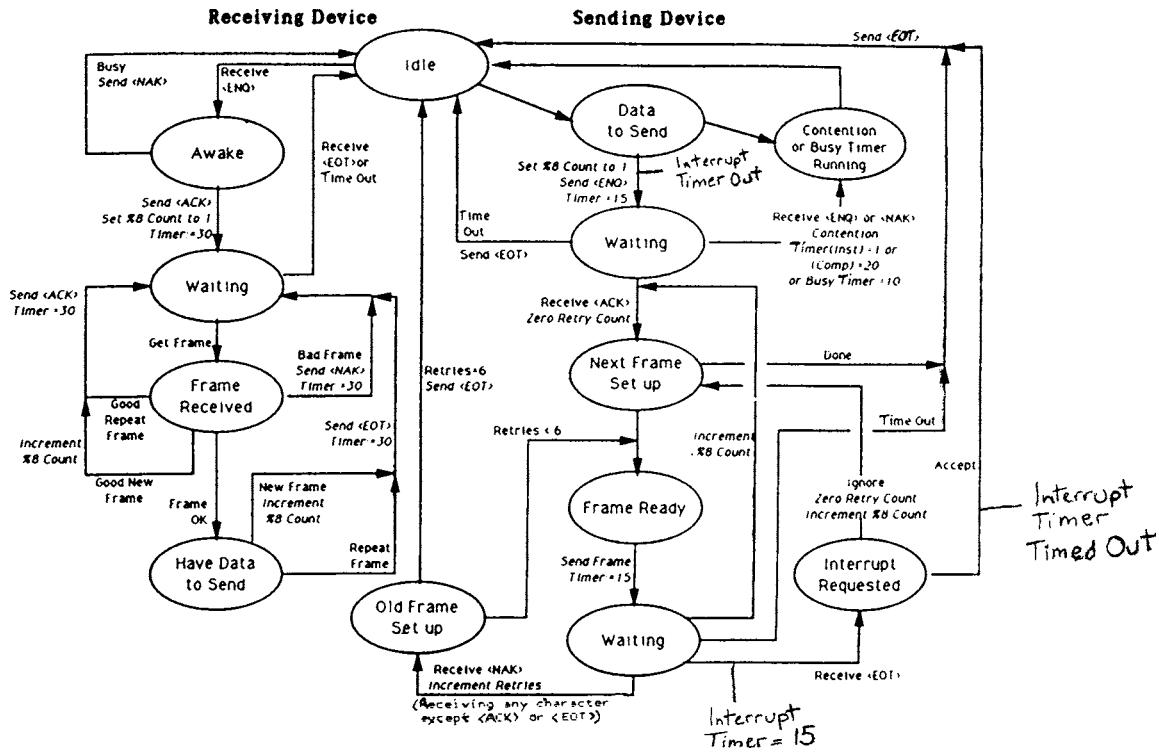 Receiving Device
Sending Device
Idle
Send <EOT>
Busy
Send <NAK>
Receive
<ENQ>
Awake
Receive
<EOT> or
Time Out
Data
to Send
Contention
or Busy Timer
Running
Set %8 Count to 1
Send <ENQ>
Timer = 15
Interrupt
Timer Out
Send <ACK>
Set %8 Count to 1
Timer = 30
Time
Out
Send <EOT>
Waiting
Receive <ENQ> or <NAK>
Contention
Timer(Inst) = 1 or
(Comp) = 20
or Busy Timer = 10
Waiting
Send <ACK>
Timer = 30
Receive <ACK>
Zero Retry Count
Get Frame
Bad Frame
Send <NAK>
Timer = 30
Retries=6
Send <EOT>
Next Frame
Set up
Done
Frame
Received
Good
Repeat
Frame
Increment
%8 Count
Good New
Frame
Send <EOT>
Timer = 30
Retries < 6
Increment
%8 Count
Time Out
Accept
Frame
OK
New Frame
Increment
%8 Count
Frame Ready
Ignore
Zero Retry Count
Increment %8 Count
Interrupt
Timer
Timed Out
Have Data
to Send
Repeat
Frame
Send Frame
Timer = 15
Interrupt
Requested
Old Frame
Set up
Waiting
Receive <NAK>
Increment Retries
(Receiving any character
except <ACK> or <EOT>)
Receive <EOT>
Interrupt
Timer = 15